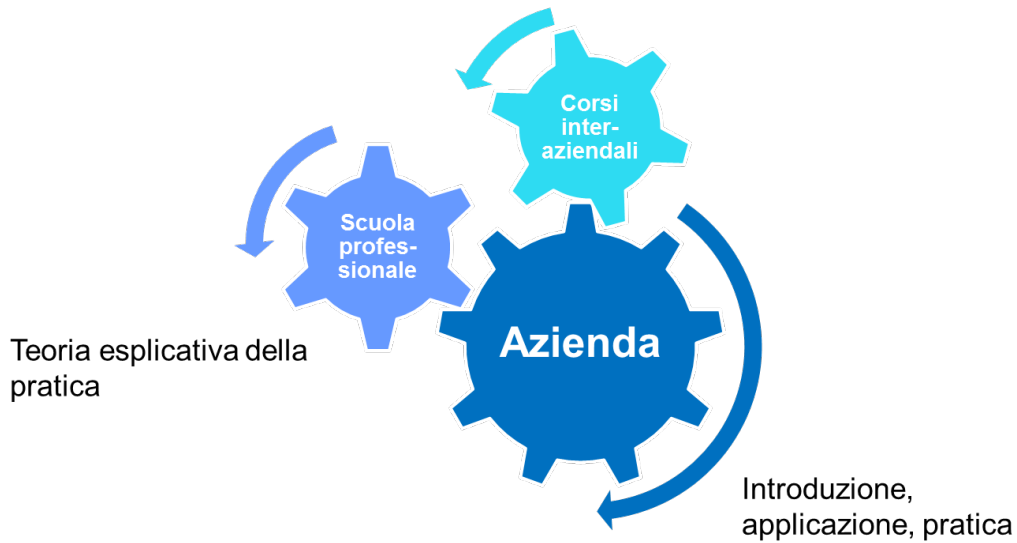 Corsi
inter-
aziendali
Scuola
profes-
sionale
Azienda
Teoria esplicativa della
pratica
Introduzione,
applicazione, pratica